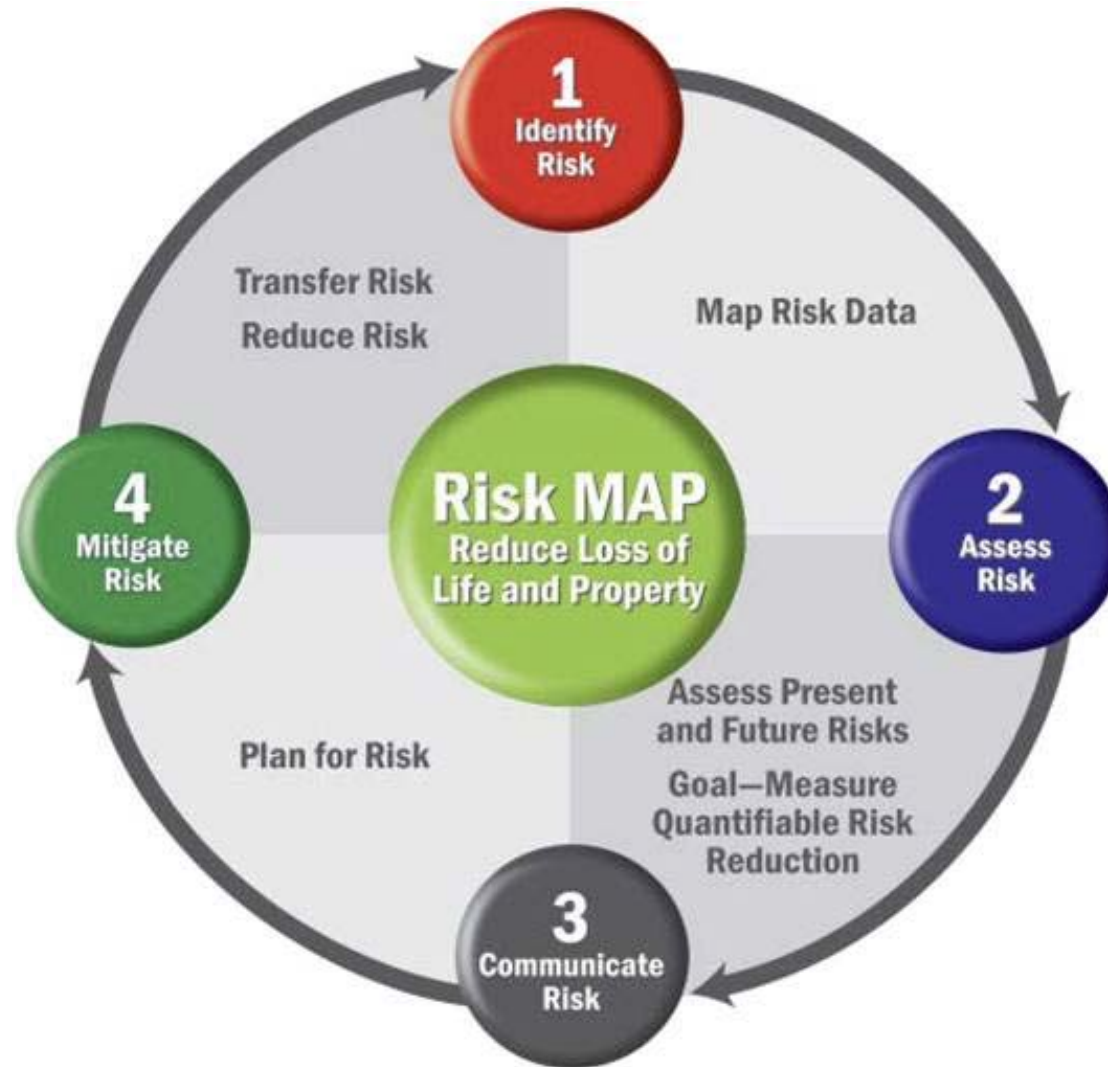 1
Identify
Risk
Transfer Risk
Reduce Risk
Map Risk Data
4
Mitigate
Risk
Risk MAP
Reduce Loss of
Life and Property
2
Assess
Risk
Plan for Risk
Assess Present
and Future Risks
Goal—Measure
Quantifiable Risk
Reduction
3
Communicate
Risk